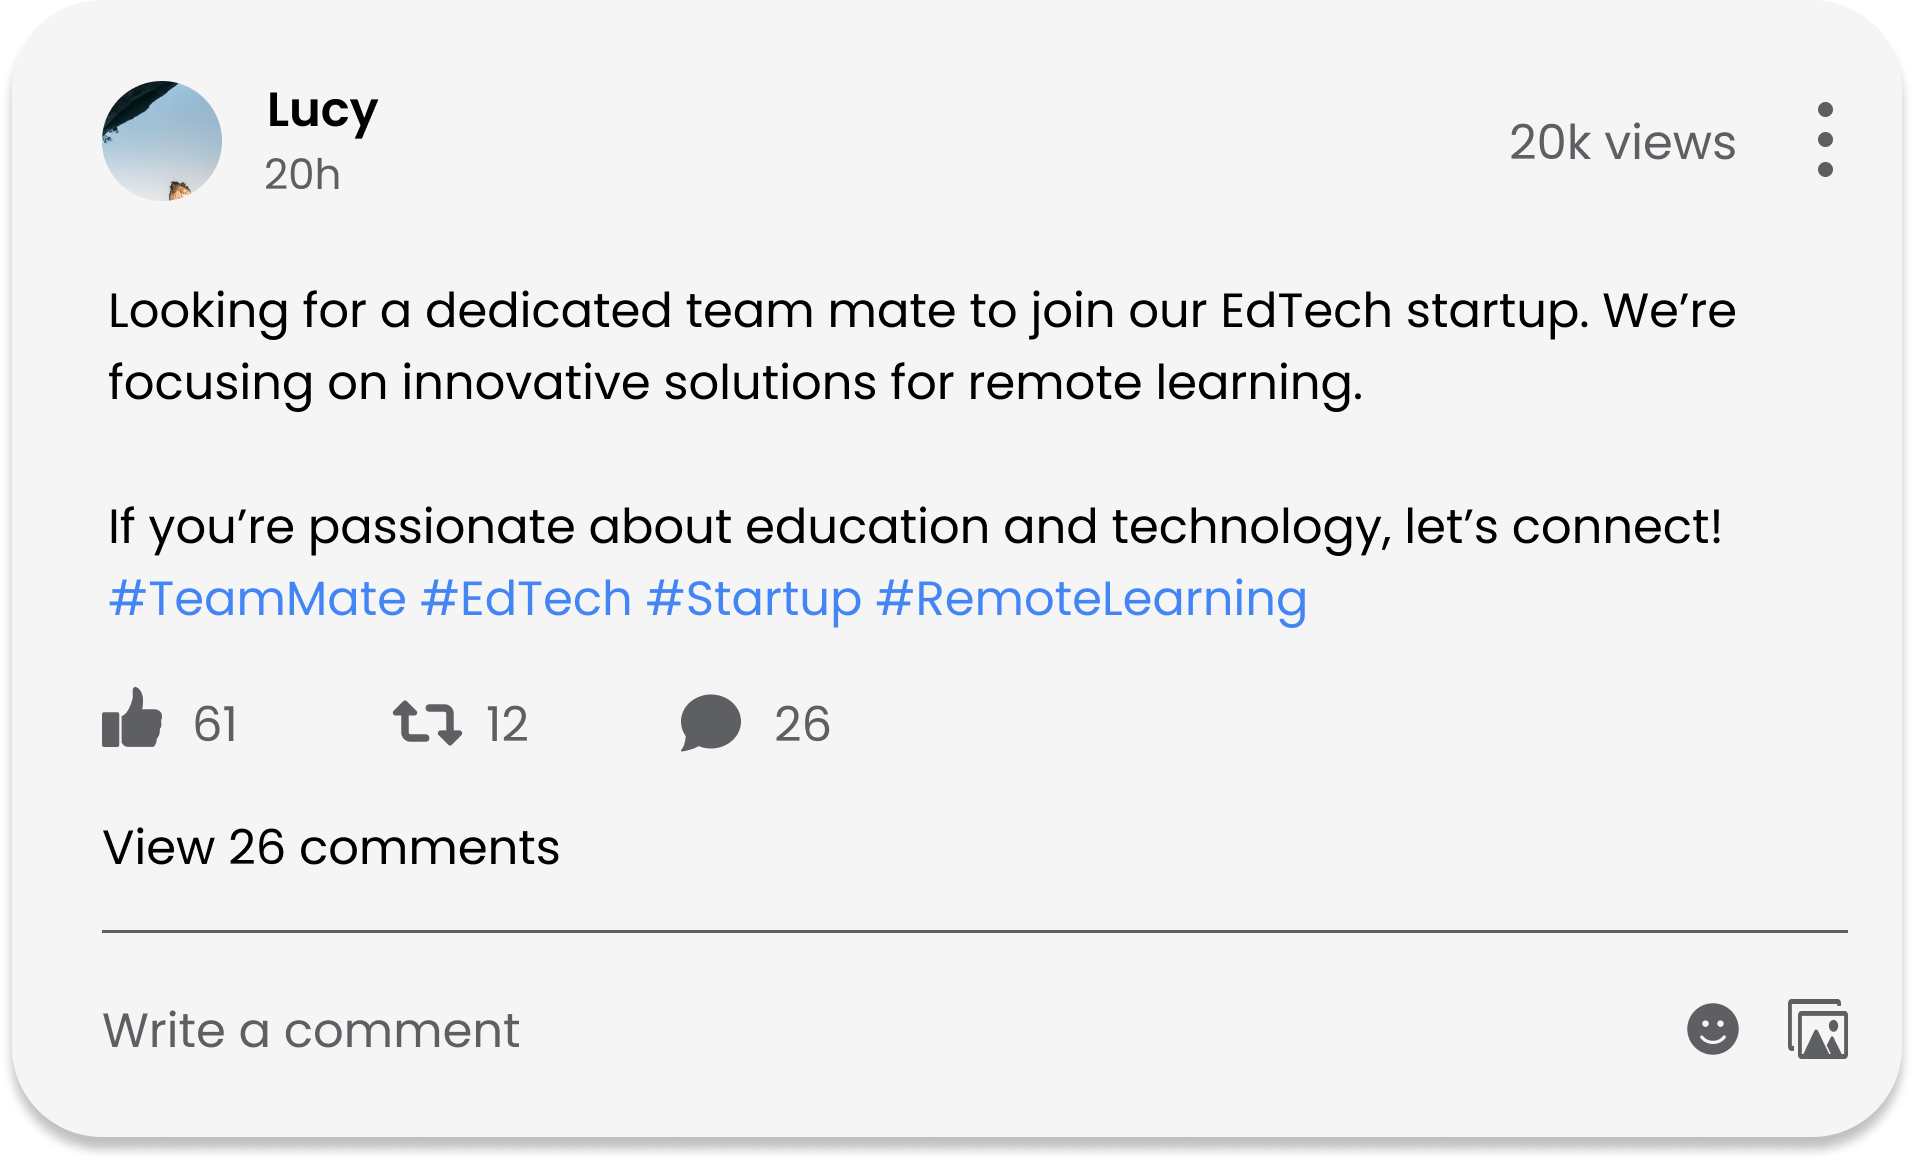 Lucy
20h
20k views
Looking for a dedicated team mate to join our EdTech startup. We’re
focusing on innovative solutions for remote learning.
If you’re passionate about education and technology, let’s connect!
#TeamMate #EdTech #Startup #RemoteLearning
61 12 26
View 26 comments
Write a comment